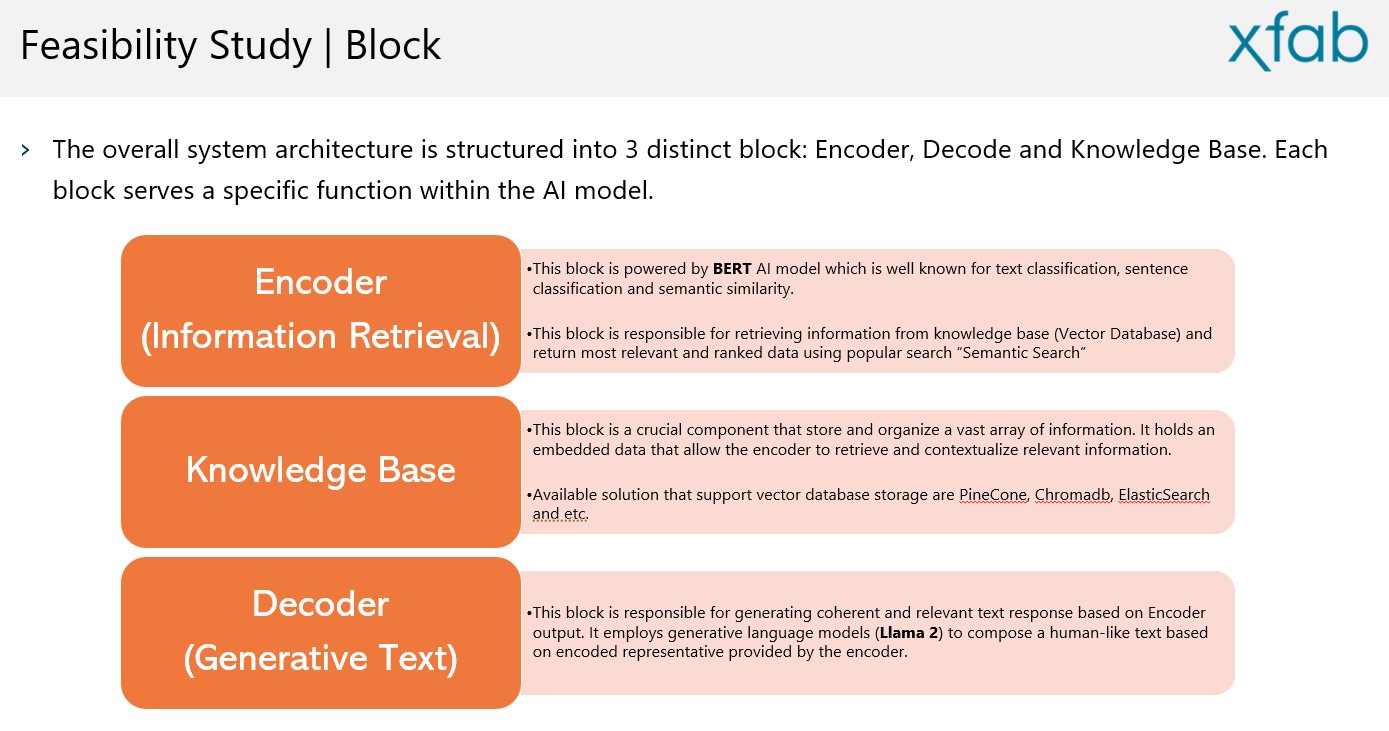 Feasibility Study | Block
xfab
› The overall system architecture is structured into 3 distinct block: Encoder, Decode and Knowledge Base. Each
block serves a specific function within the AI model.
Encoder
(Information Retrieval)
•This block is powered by BERT AI model which is well known for text classification, sentence
classification and semantic similarity.
•This block is responsible for retrieving information from knowledge base (Vector Database) and
return most relevant and ranked data using popular search “Semantic Search”
Knowledge Base
•This block is a crucial component that store and organize a vast array of information. It holds an
embedded data that allow the encoder to retrieve and contextualize relevant information.
•Available solution that support vector database storage are PineCone, Chromadb, ElasticSearch
and etc.
Decoder
(Generative Text)
•This block is responsible for generating coherent and relevant text response based on Encoder
output. It employs generative language models (Llama 2) to compose a human-like text based
on encoded representative provided by the encoder.